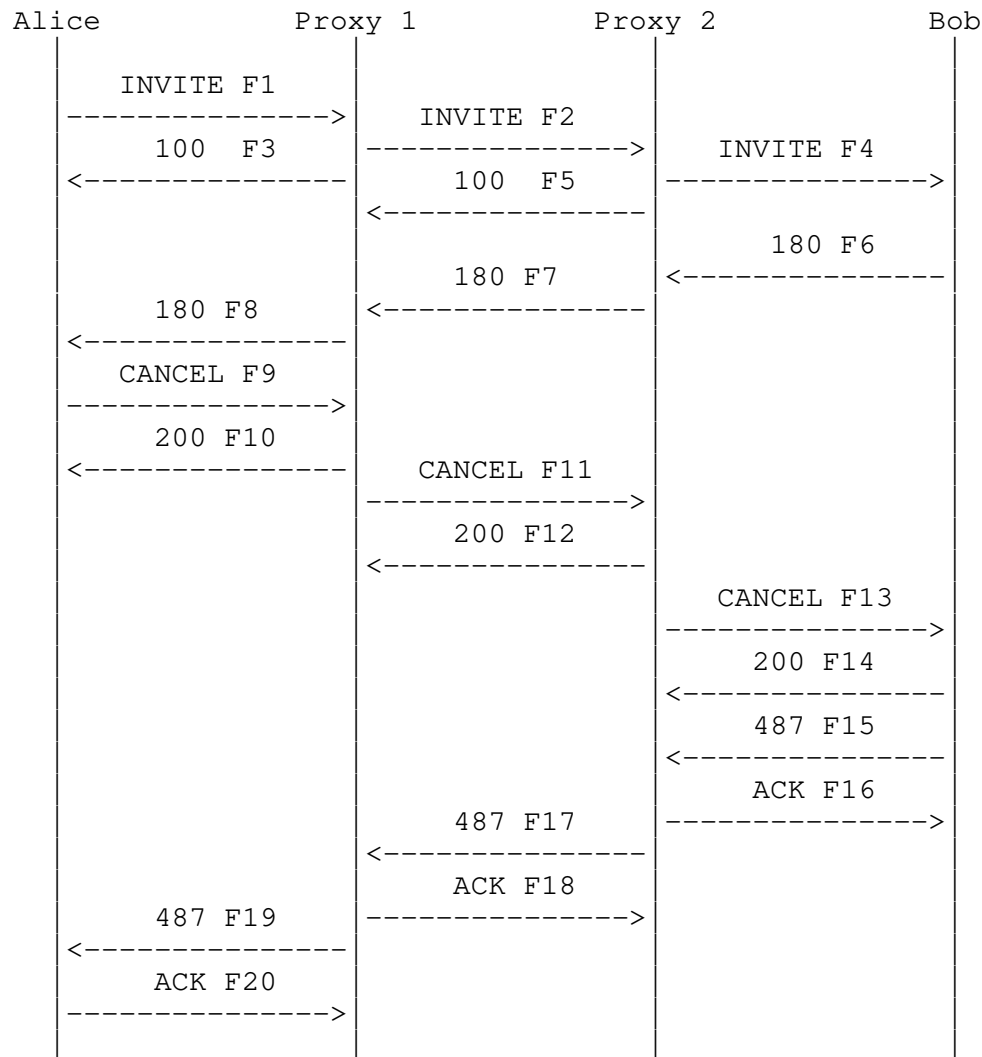 Alice Proxy 1 Proxy 2 Bob
INVITE F1
INVITE F2
100 F3 INVITE F4
100 F5
180 F6
180 F7
180 F8
CANCEL F9
200 F10
CANCEL F11
200 F12
CANCEL F13
200 F14
487 F15
ACK F16
487 F17
ACK F18
487 F19
ACK F20